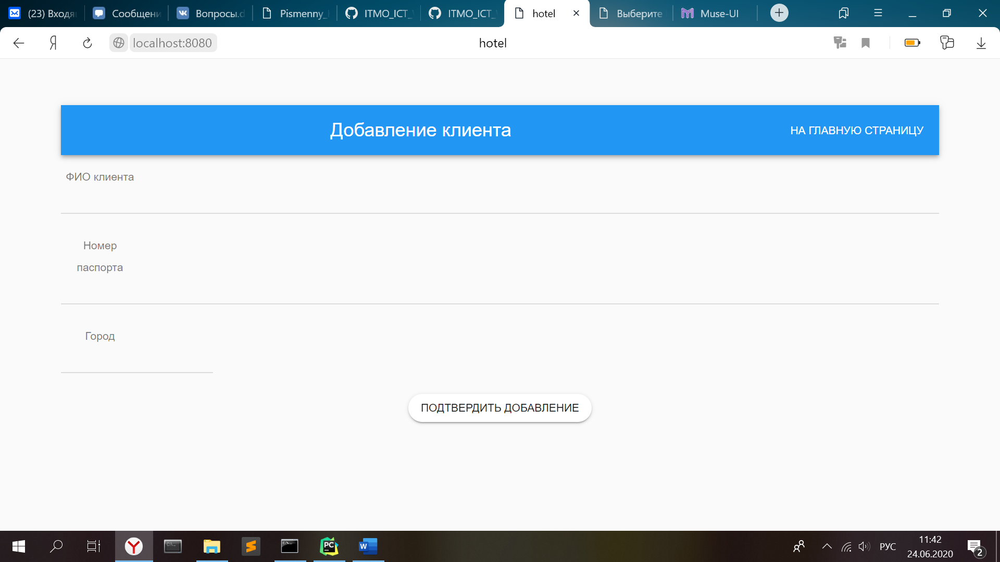 (23) Входя
Сообщени
Вопросы.d
Pismenny_
ITMO_ICT_
ITMO_ICT_
hotel
Выберите
Muse-UI
localhost:8080
hotel
Добавление клиента
НА ГЛАВНУЮ СТРАНИЦУ
ФИО клиента
Номер
паспорта
Город
ПОДТВЕРДИТЬ ДОБАВЛЕНИЕ
РУС
11:42
24.06.2020
2